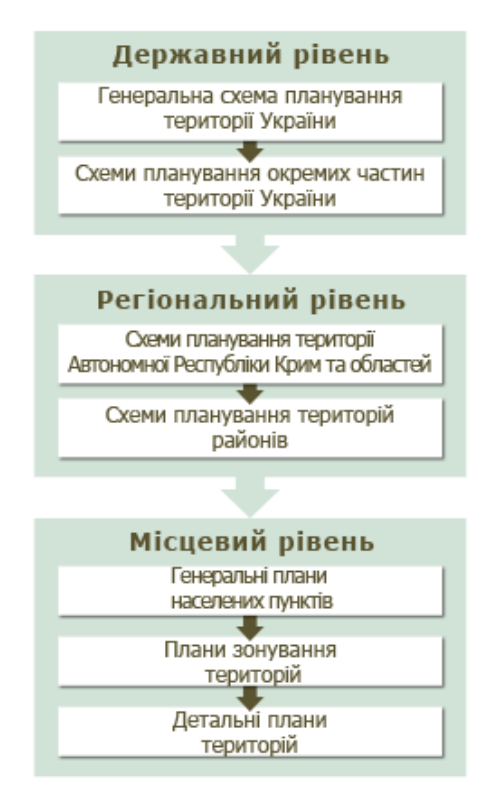 Державний рівень
Генеральна схема планування
території України
Схеми планування окремих частин
території України
Регіональний рівень
Схеми планування території
Автономної Республіки Крим та областей
Схеми планування територій
районів
Місцевий рівень
Генеральні плани
населених пунктів
Плани зонування
територій
Детальні плани
територій